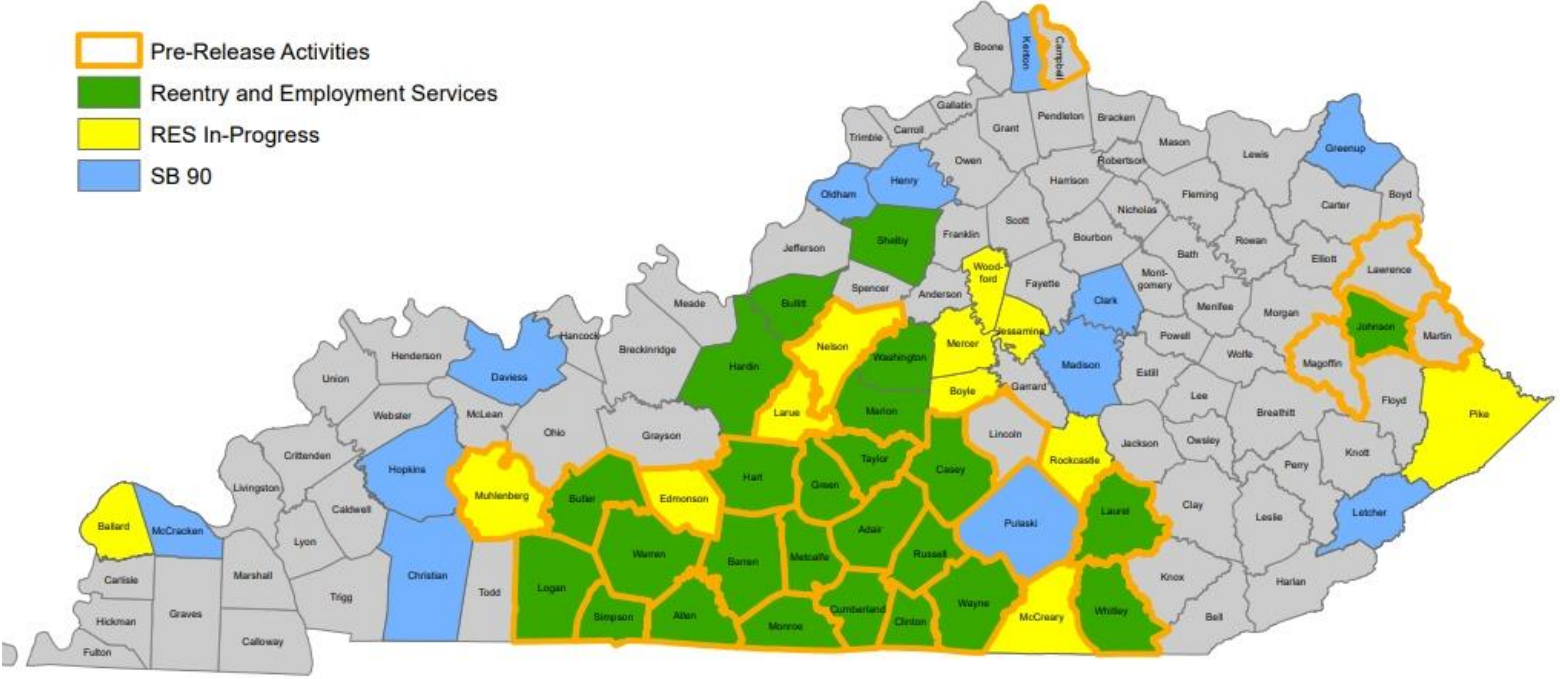 Pre-Release Activities
Reentry and Employment Services
RES In-Progress
SB 90
Boone
Kenton
Campbell
Gallatin
Trimble
Carroll
Grant
Pendleton
Bracken
Mason
Robertson
Lewis
Greenup
Owen
Oldham
Henry
Harrison
Fleming
Carter
Boyd
Nicholas
Shelby
Franklin
Scott
Jefferson
Bourbon
Rowan
Bath
Elliott
Lawrence
Wood-
ford
Fayette
Mont-
gomery
Spencer
Anderson
Clark
Menifee
Morgan
Meade
Bullitt
Johnson
Martin
Jessamine
Hancock
Nelson
Washington
Mercer
Powell
Wolfe
Magoffin
Breckinridge
Henderson
Hardin
Madison
Estill
Union
Daviess
Boyle
Garrard
Lee
Floyd
Webster
McLean
Larue
Marion
Breathitt
Pike
Ohio
Grayson
Lincoln
Jackson
Owsley
Crittenden
Hopkins
Taylor
Casey
Rockcastle
Perry
Knott
Livingston
Muhlenberg
Butler
Edmonson
Hart
Green
Caldwell
Clay
Laurel
Leslie
Letcher
Ballard
McCracken
Lyon
Warren
Barren
Metcalfe
Adair
Russell
Pulaski
Carlisle
Marshall
Christian
Trigg
Todd
Logan
Knox
Harlan
Hickman
Graves
Simpson
Allen
Monroe
Cumberland
Clinton
Wayne
McCreary
Whitley
Bell
Fulton
Calloway